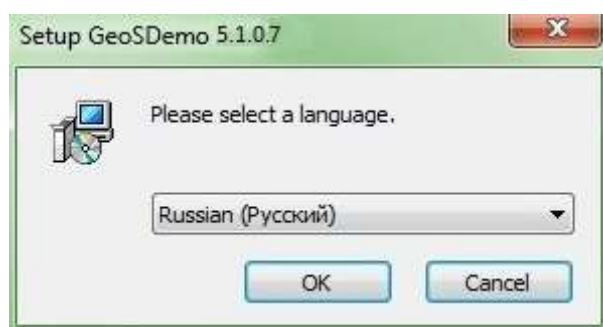 Setup GeoSDemo 5.1.0.7
Please select a language.
Russian (Русский)
OK
Cancel